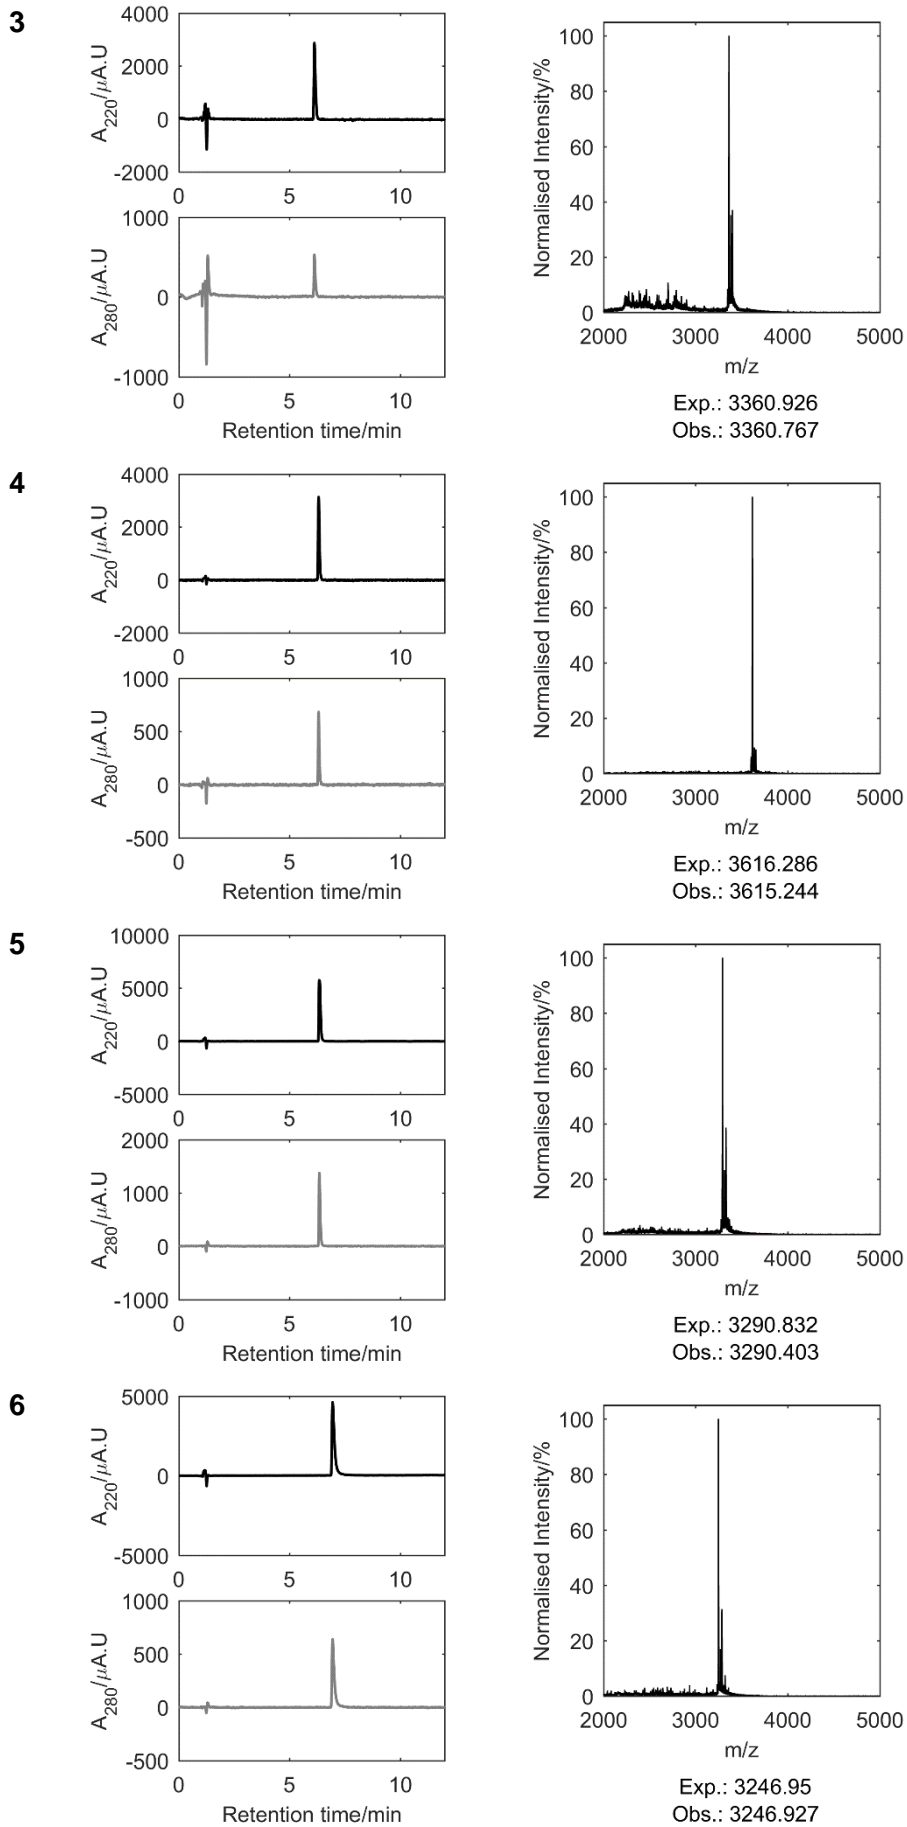 3
4000
2000
0
-2000
A220/μA.U
0 5 10
1000
0
-1000
A280/μA.U
0 5 10
Retention time/min
100
80
60
40
20
0
Normalised Intensity/%
2000 3000 4000 5000
m/z
Exp.: 3360.926
Obs.: 3360.767
4
4000
2000
0
-2000
A220/μA.U
0 5 10
1000
500
0
-500
A280/μA.U
0 5 10
Retention time/min
100
80
60
40
20
0
Normalised Intensity/%
2000 3000 4000 5000
m/z
Exp.: 3616.286
Obs.: 3615.244
5
10000
5000
0
-5000
A220/μA.U
0 5 10
2000
1000
0
-1000
A280/μA.U
0 5 10
Retention time/min
100
80
60
40
20
0
Normalised Intensity/%
2000 3000 4000 5000
m/z
Exp.: 3290.832
Obs.: 3290.403
6
5000
0
-5000
A220/μA.U
0 5 10
1000
500
0
-500
A280/μA.U
0 5 10
Retention time/min
100
80
60
40
20
0
Normalised Intensity/%
2000 3000 4000 5000
m/z
Exp.: 3246.95
Obs.: 3246.927